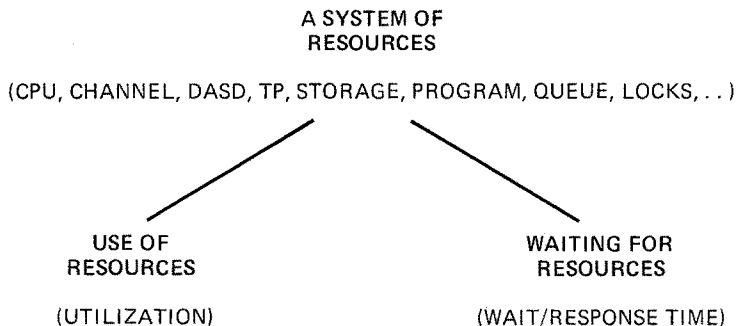 A SYSTEM OF
RESOURCES
(CPU, CHANNEL, DASD, TP, STORAGE, PROGRAM, QUEUE, LOCKS, . . )
USE OF
RESOURCES
(UTILIZATION)
WAITING FOR
RESOURCES
(WAIT/RESPONSE TIME)